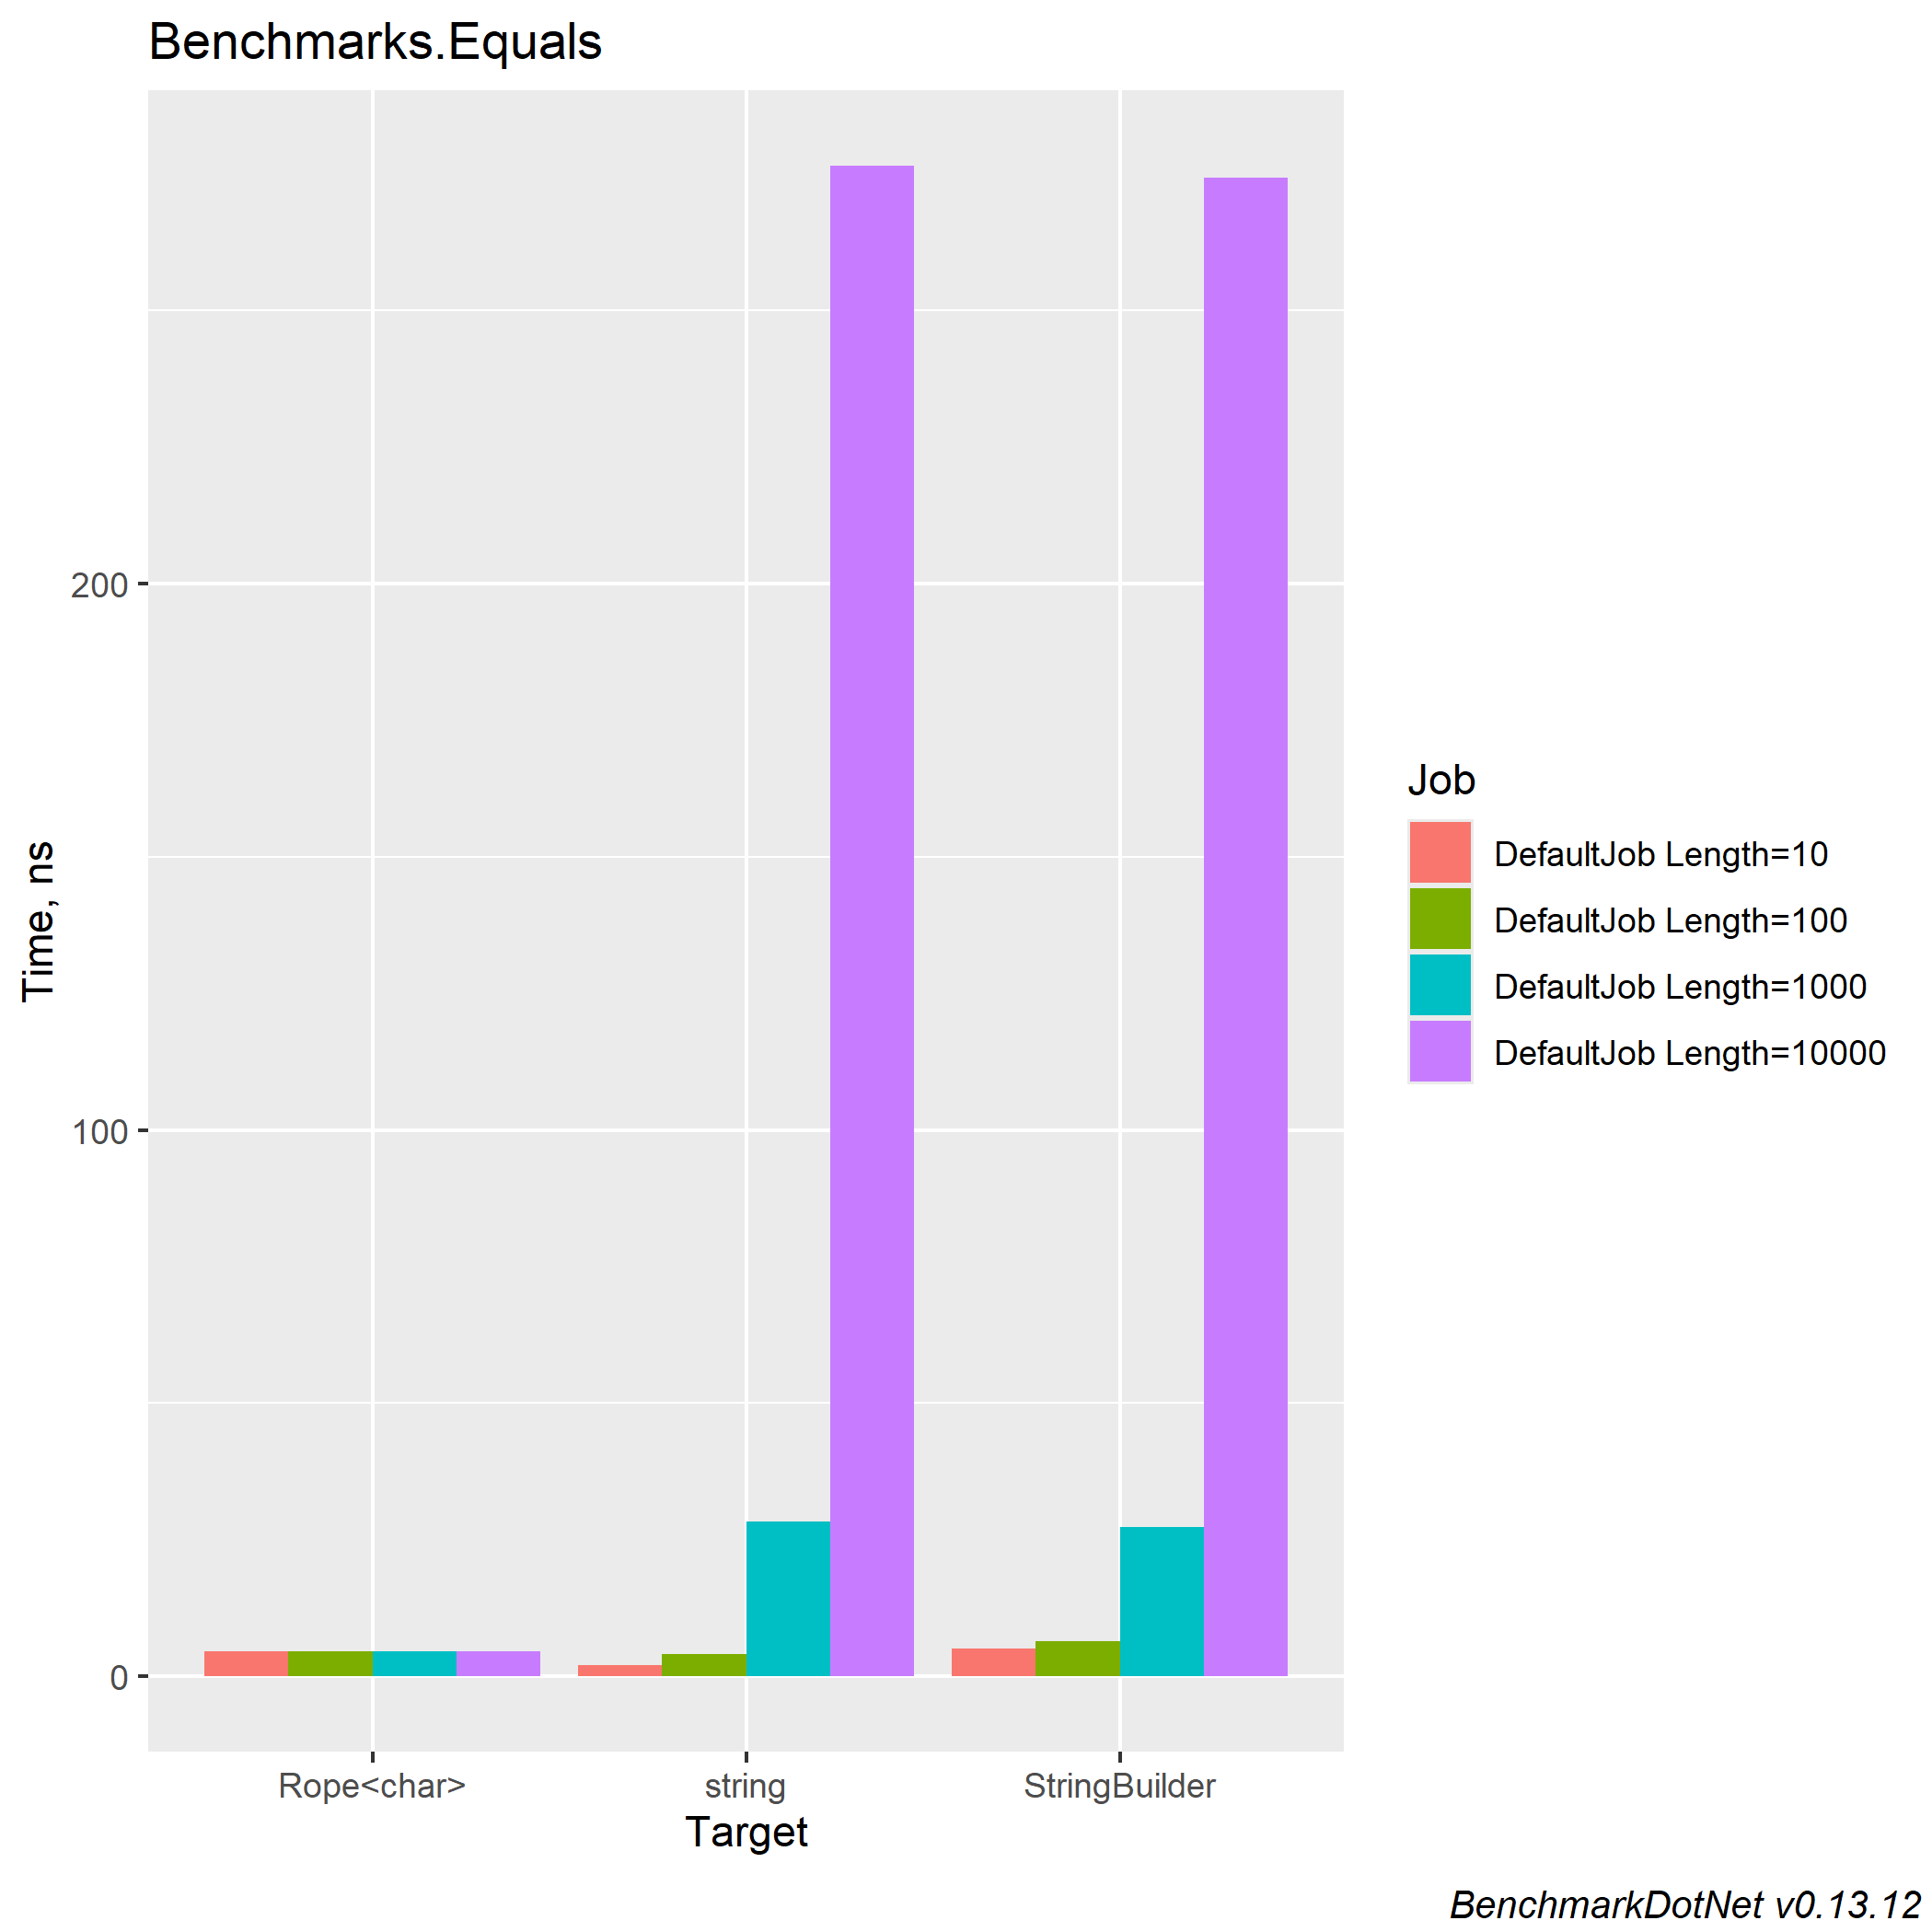 Benchmarks.Equals
Time, ns
200
100
0
Rope<char>
string
StringBuilder
Target
Job
DefaultJob Length=10
DefaultJob Length=100
DefaultJob Length=1000
DefaultJob Length=10000
BenchmarkDotNet v0.13.12